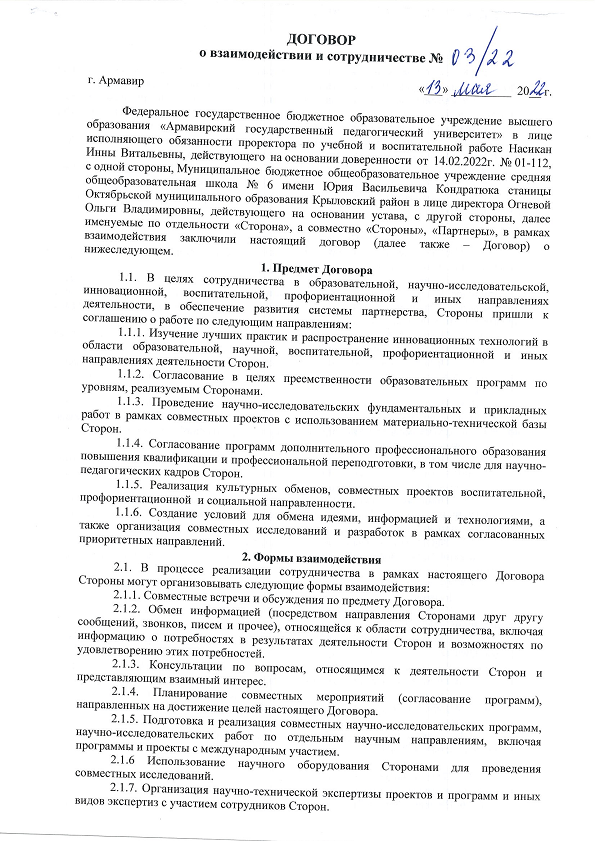 ДОГОВОР
о взаимодействии и сотрудничестве № 03/22
г. Армавир «13» мая 2022г.
Федеральное государственное бюджетное образовательное учреждение высшего
образования «Армавирский государственный педагогический университет» в лице
исполняющего обязанности проректора по учебной и воспитательной работе Насикан
Инны Витальевны, действующего на основании доверенности от 14.02.2022г. № 01-112,
с одной стороны, Муниципальное бюджетное общеобразовательное учреждение средняя
общеобразовательная школа № 6 имени Юрия Васильевича Кондратюка станицы
Октябрьской муниципального образования Крыловский район в лице директора Огневой
Ольги Владимировны, действующего на основании устава, с другой стороны, далее
именуемые по отдельности «Сторона», а совместно «Стороны», «Партнеры», в рамках
взаимодействия заключили настоящий договор (далее также – Договор) о
нижеследующем.
1. Предмет Договора
1.1. В целях сотрудничества в образовательной, научно-исследовательской,
инновационной, воспитательной, профориентационной и иных направлениях
деятельности, в обеспечение развития системы партнерства, Стороны пришли к
соглашению о работе по следующим направлениям:
1.1.1. Изучение лучших практик и распространение инновационных технологий в
области образовательной, научной, воспитательной, профориентационной и иных
направлениях деятельности Сторон.
1.1.2. Согласование в целях преемственности образовательных программ по
уровням, реализуемым Сторонами.
1.1.3. Проведение научно-исследовательских фундаментальных и прикладных
работ в рамках совместных проектов с использованием материально-технической базы
Сторон.
1.1.4. Согласование программ дополнительного профессионального образования
повышения квалификации и профессиональной переподготовки, в том числе для научно-
педагогических кадров Сторон.
1.1.5. Реализация культурных обменов, совместных проектов воспитательной,
профориентационной и социальной направленности.
1.1.6. Создание условий для обмена идеями, информацией и технологиями, а
также организация совместных исследований и разработок в рамках согласованных
приоритетных направлений.
2. Формы взаимодействия
2.1. В процессе реализации сотрудничества в рамках настоящего Договора
Стороны могут организовывать следующие формы взаимодействия:
2.1.1. Совместные встречи и обсуждения по предмету Договора.
2.1.2. Обмен информацией (посредством направления Сторонами друг другу
сообщений, звонков, писем и прочее), относящейся к области сотрудничества, включая
информацию о потребностях в результатах деятельности Сторон и возможностях по
удовлетворению этих потребностей.
2.1.3. Консультации по вопросам, относящимся к деятельности Сторон и
представляющим взаимный интерес.
2.1.4. Планирование совместных мероприятий (согласование программ),
направленных на достижение целей настоящего Договора.
2.1.5. Подготовка и реализация совместных научно-исследовательских программ,
научно-исследовательских работ по отдельным научным направлениям, включая
программы и проекты с международным участием.
2.1.6 Использование научного оборудования Сторонами для проведения
совместных исследований.
2.1.7. Организация научно-технической экспертизы проектов и программ и иных
видов экспертиз с участием сотрудников Сторон.